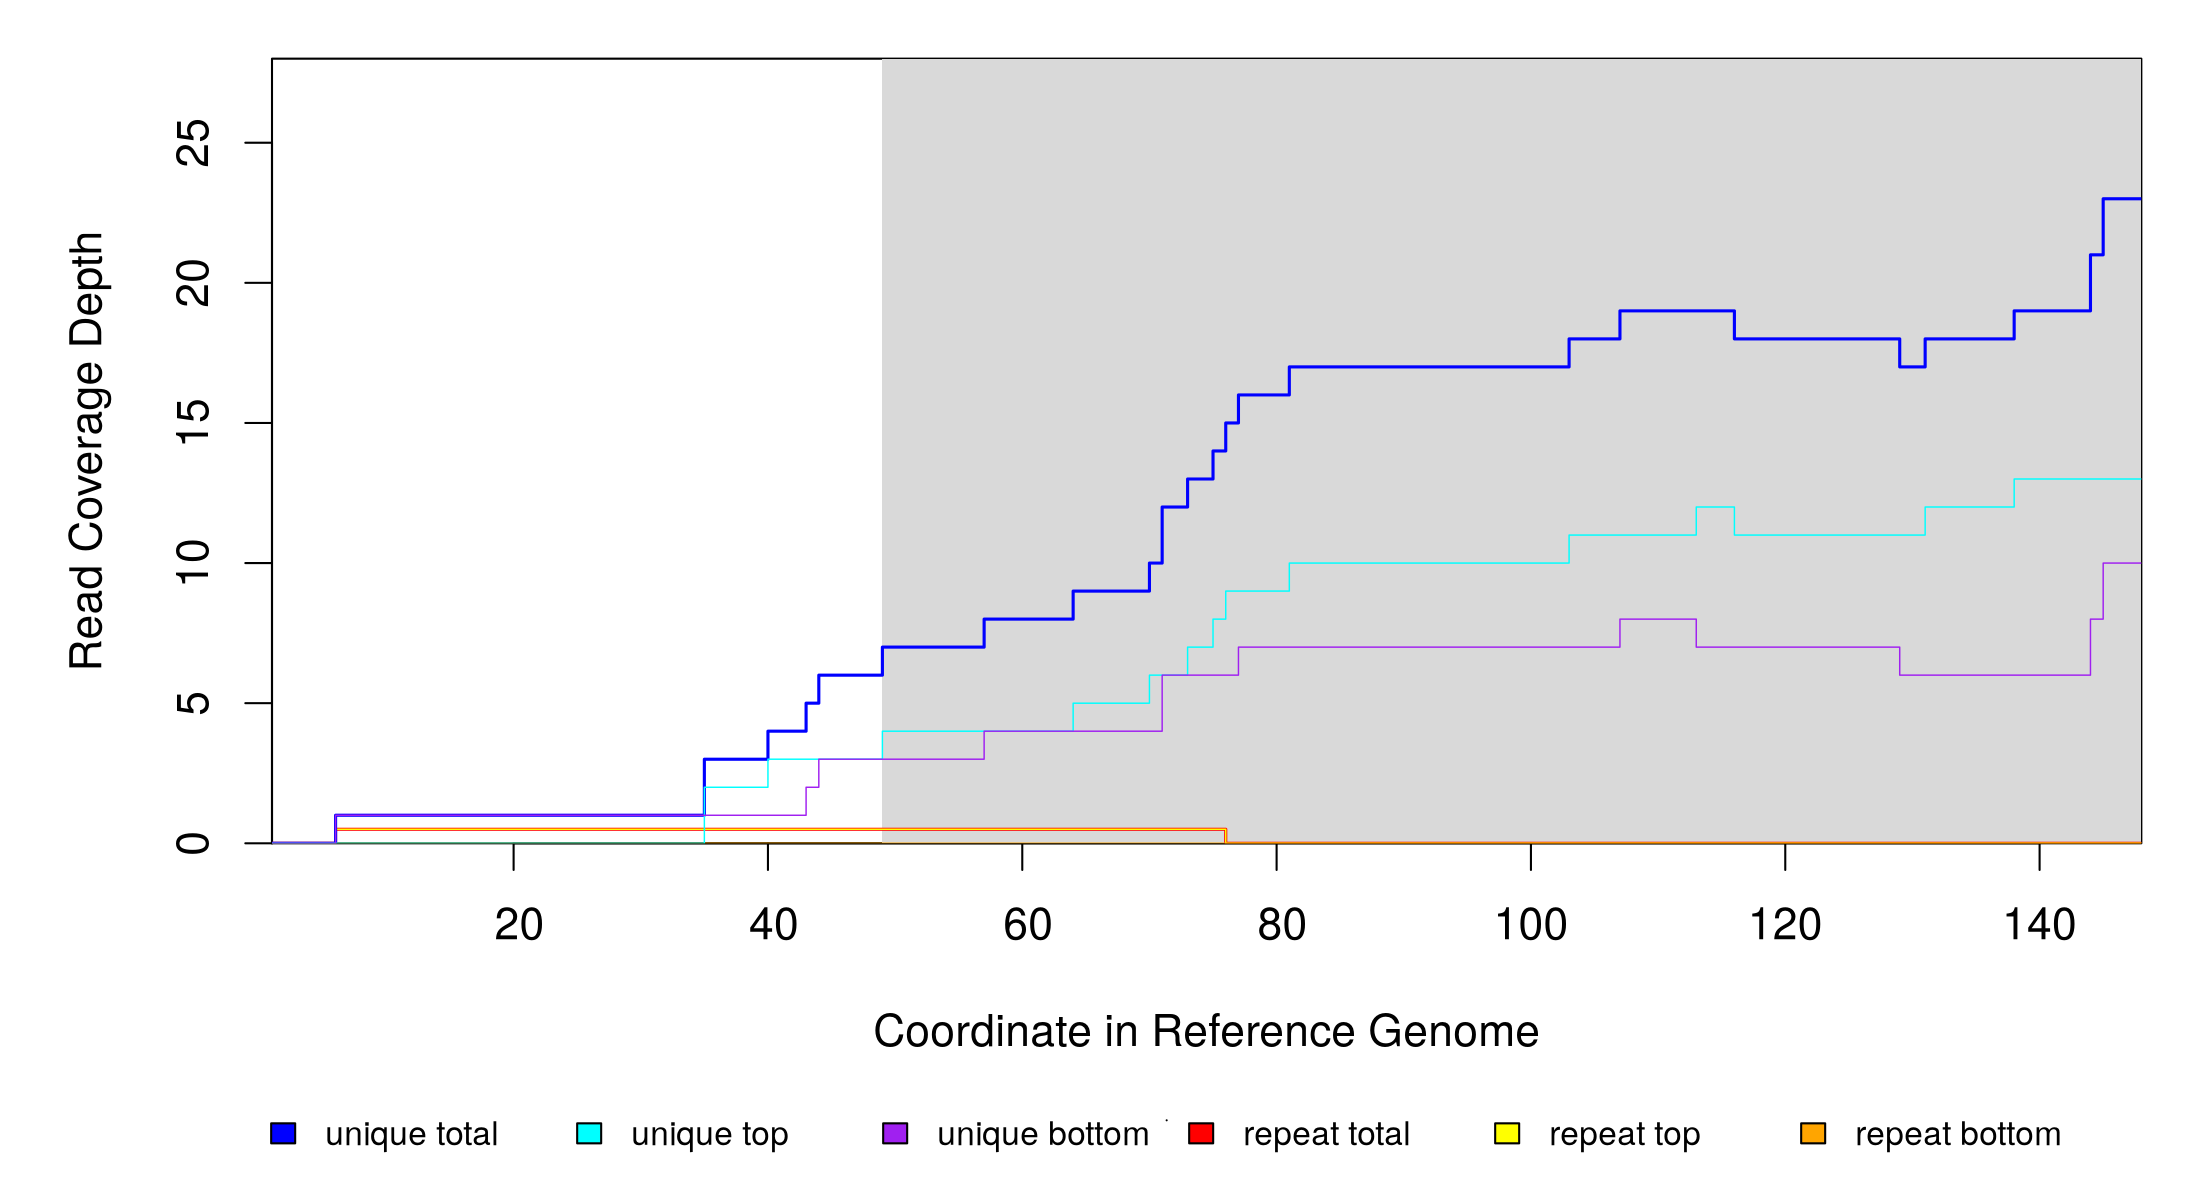 Read Coverage Depth
25
20
15
10
5
0
20 40 60 80 100 120 140
Coordinate in Reference Genome
unique total unique top unique bottom repeat total repeat top repeat bottom